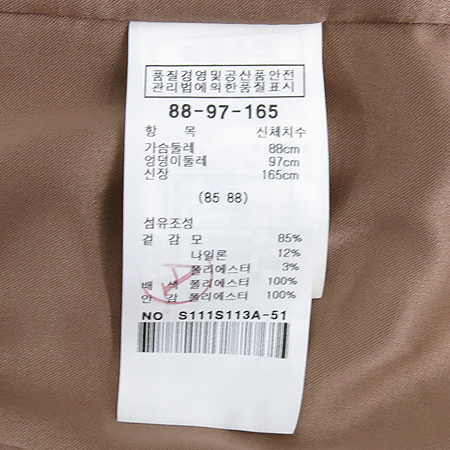 품질경영및공산품안전
관리법에의한품질표시
88-97-165
항 목 신체치수
가슴둘레 88cm
엉덩이둘레 97cm
신장 165cm
(85 88)
섬유조성
겉 감 모 85%
나일론 12%
폴리에스터 3%
배 색 폴리에스터 100%
안 감 폴리에스터 100%
NO S111S113A-51